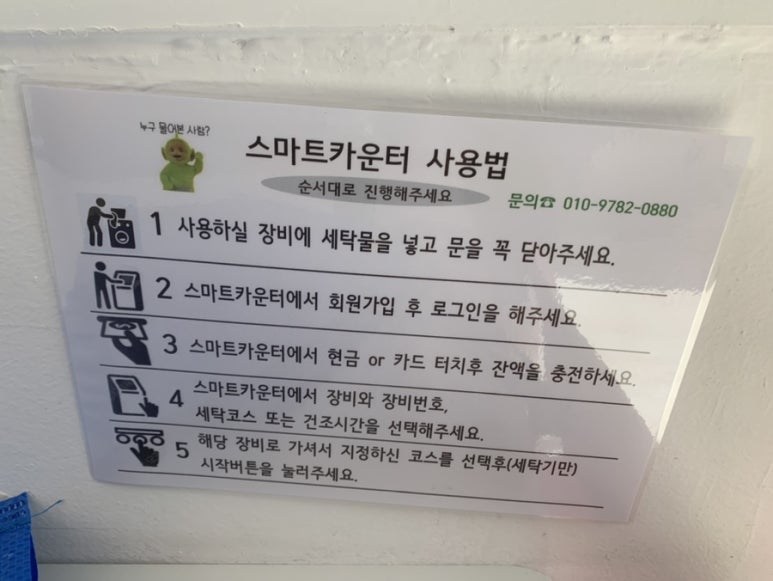 누구 물어본 사람?
스마트카운터 사용법
순서대로 진행해주세요
문의☎ 010-9782-0880
1 사용하실 장비에 세탁물을 넣고 문을 꼭 닫아주세요.
2 스마트카운터에서 회원가입 후 로그인을 해주세요.
3 스마트카운터에서 현금 or 카드 터치후 잔액을 충전하세요.
4 스마트카운터에서 장비와 장비번호,
세탁코스 또는 건조시간을 선택해주세요.
5 해당 장비로 가셔서 지정하신 코스를 선택후(세탁기만)
시작버튼을 눌러주세요.